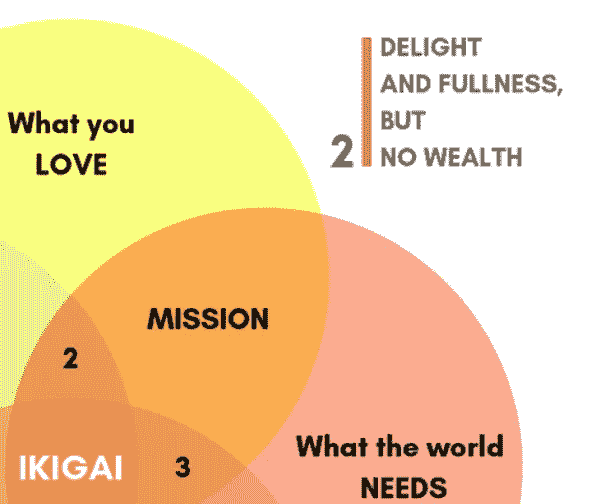 DELIGHT
AND FULLNESS,
BUT
2 NO WEALTH
What you
LOVE
MISSION
2
What the world
NEEDS
IKIGAI
3